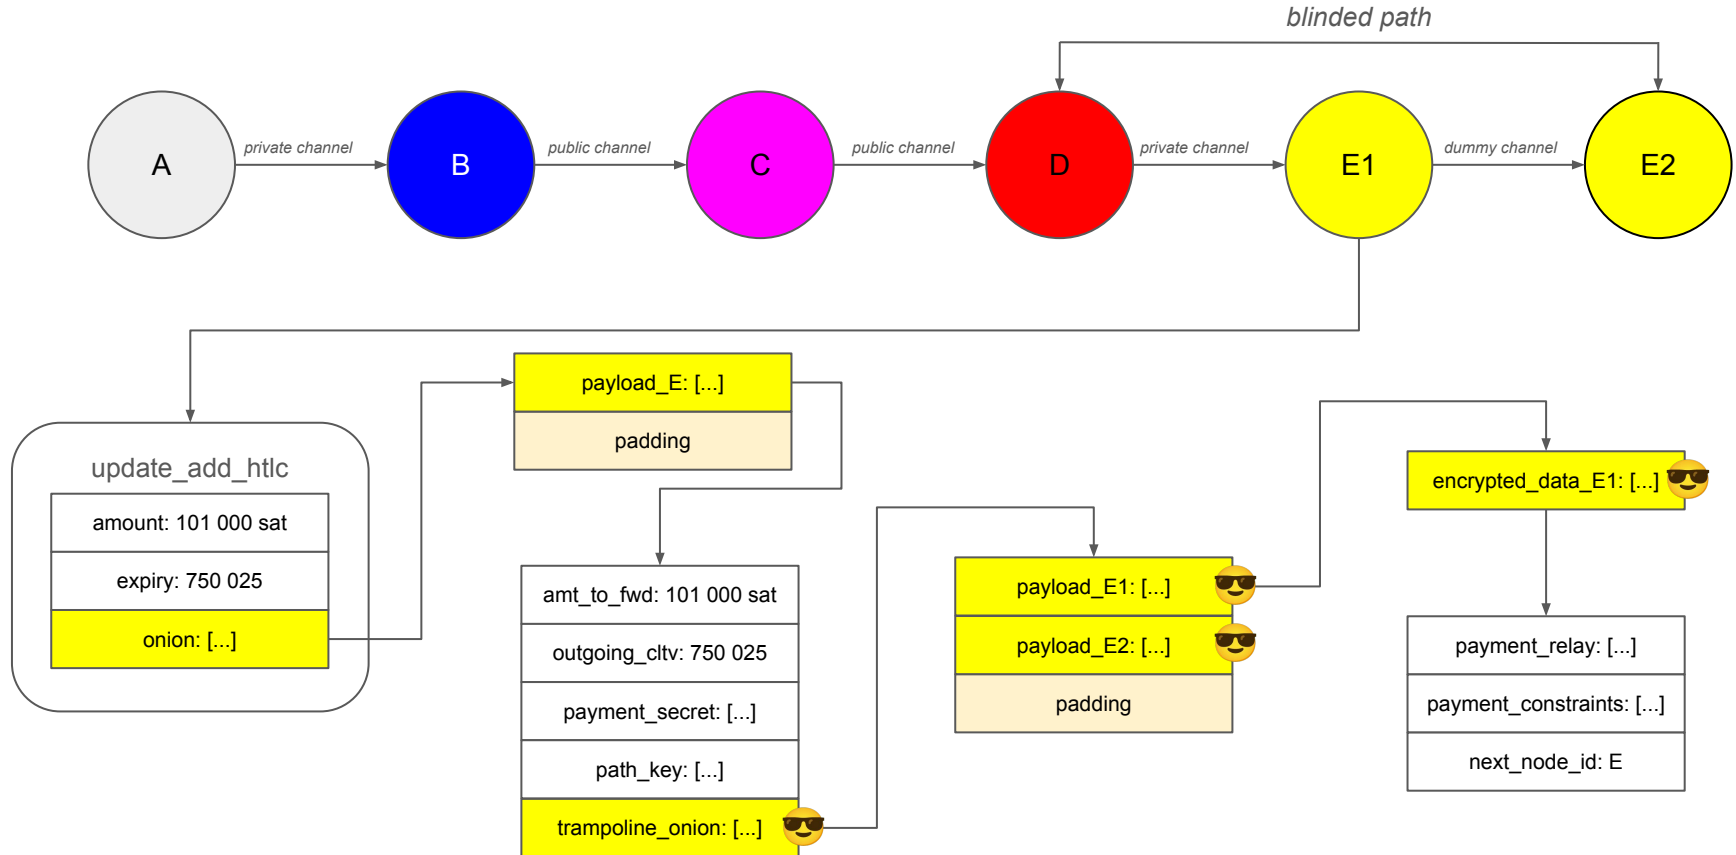 blinded path
A
private channel
B
public channel
C
public channel
D
private channel
E1
dummy channel
E2
update_add_htlc
amount: 101 000 sat
expiry: 750 025
onion: [...]
payload_E: [...]
padding
amt_to_fwd: 101 000 sat
outgoing_cltv: 750 025
payment_secret: [...]
path_key: [...]
trampoline_onion: [...]
payload_E1: [...]
payload_E2: [...]
padding
encrypted_data_E1: [...]
payment_relay: [...]
payment_constraints: [...]
next_node_id: E